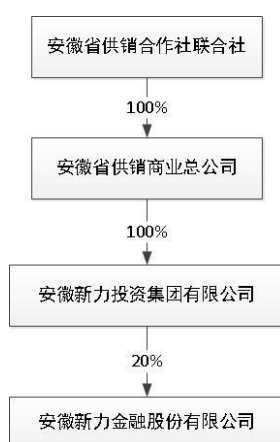 安徽省供销合作社联合社
100%
安徽省供销商业总公司
100%
安徽新力投资集团有限公司
20%
安徽新力金融股份有限公司